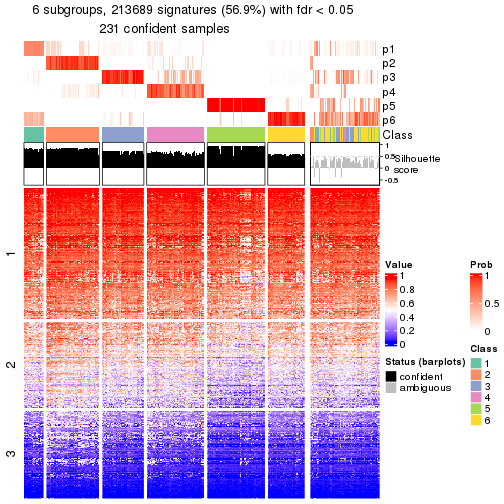 6 subgroups, 213689 signatures (56.9%) with fdr < 0.05
231 confident samples
p1
p2
p3
p4
p5
p6
Class
1
0.5
0
-0.5
Silhouette
score
1
2
3
Value
1
0.8
0.6
0.4
0.2
0
Prob
1
0.5
0
Status (barplots)
confident
ambiguous
Class
1
2
3
4
5
6